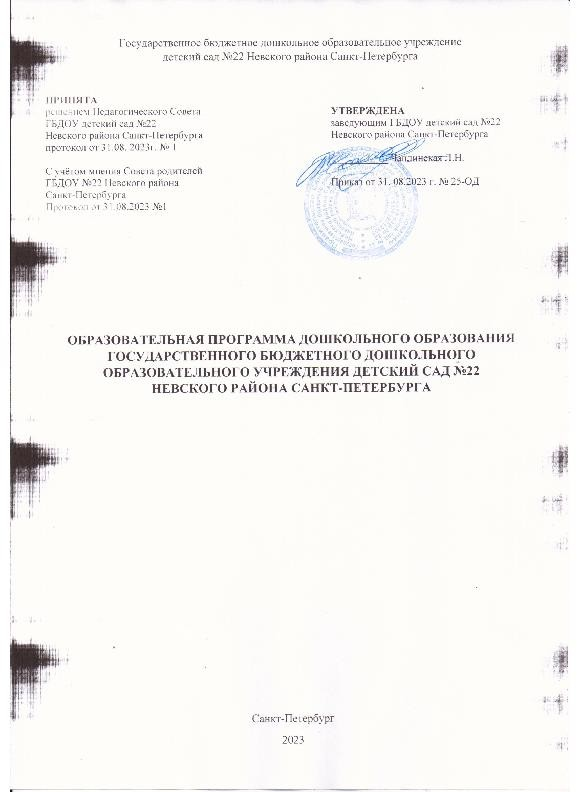 Государственное бюджетное дошкольное образовательное учреждение
детский сад №22 Невского района Санкт-Петербурга
ПРИНЯТА
решением Педагогического Совета
ГБДОУ детский сад №22
Невского района Санкт-Петербурга
протокол от 31.08. 2023г. № 1
С учётом мнения Совета родителей
ГБДОУ №22 Невского района
Санкт-Петербурга
Протокол от 31.08.2023 №1
УТВЕРЖДЕНА
заведующим ГБДОУ детский сад №22
Невского района Санкт-Петербурга
Чаплинская Л.Н.
Приказ от 31. 08.2023 г. № 25-ОД
ОБРАЗОВАТЕЛЬНАЯ ПРОГРАММА ДОШКОЛЬНОГО ОБРАЗОВАНИЯ
ГОСУДАРСТВЕННОГО БЮДЖЕТНОГО ДОШКОЛЬНОГО
ОБРАЗОВАТЕЛЬНОГО УЧРЕЖДЕНИЯ ДЕТСКИЙ САД №22
НЕВСКОГО РАЙОНА САНКТ-ПЕТЕРБУРГА
Санкт-Петербург
2023